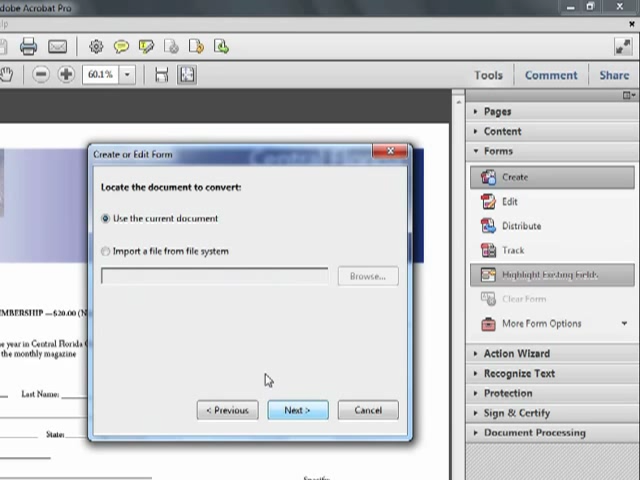 dobe Acrobat Pro
lp
60.1%
Tools
Comment
Share
Pages
Content
Forms
Create
Edit
Distribute
Track
Highlight Existing Fields
Clear Form
More Form Options
Action Wizard
Recognize Text
Protection
Sign & Certify
Document Processing
Create or Edit Form
Locate the document to convert:
Use the current document
Import a file from file system
Browse...
< Previous
Next >
Cancel
MBERSHIP —$20.00 (N
e year in Central Florida
the monthly magazine
Last Name:
State: